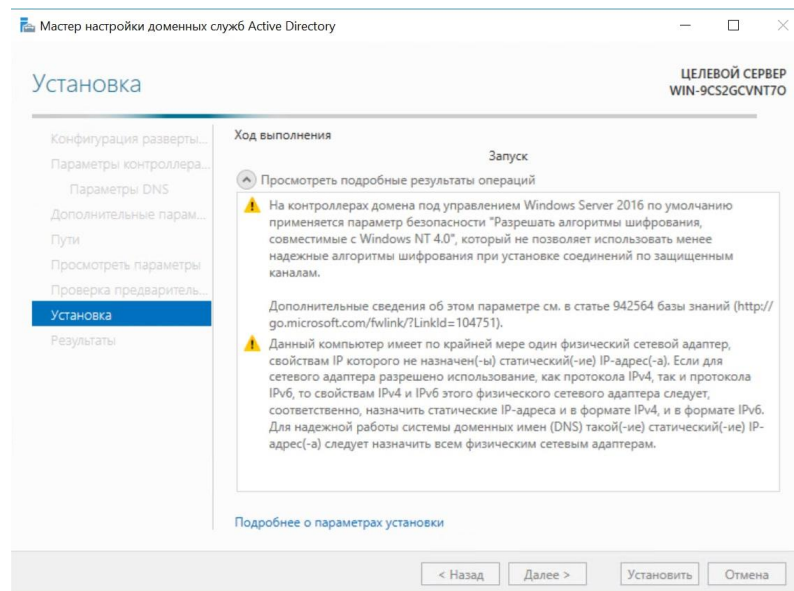 Мастер настройки доменных служб Active Directory
Установка
ЦЕЛЕВОЙ СЕРВЕР
WIN-9CS2GCVNT7O
Конфигурация разверты...
Параметры контроллера...
Параметры DNS
Дополнительные парам...
Пути
Просмотреть параметры
Проверка предваритель...
Установка
Результаты
Ход выполнения
Запуск
Просмотреть подробные результаты операций
На контроллерах домена под управлением Windows Server 2016 по умолчанию
применяется параметр безопасности "Разрешать алгоритмы шифрования,
совместимые с Windows NT 4.0", который не позволяет использовать менее
надежные алгоритмы шифрования при установке соединений по защищенным
каналам.
Дополнительные сведения об этом параметре см. в статье 942564 базы знаний (http://
go.microsoft.com/fwlink/?LinkId=104751).
Данный компьютер имеет по крайней мере один физический сетевой адаптер,
свойствам IP которого не назначен(-ы) статический(-ие) IP-адрес(-а). Если для
сетевого адаптера разрешено использование, как протокола IPv4, так и протокола
IPv6, то свойствам IPv4 и IPv6 этого физического сетевого адаптера следует,
соответственно, назначить статические IP-адреса и в формате IPv4, и в формате IPv6.
Для надежной работы системы доменных имен (DNS) такой(-ие) статический(-ие) IP-
адрес(-а) следует назначить всем физическим сетевым адаптерам.
Подробнее о параметрах установки
< Назад
Далее >
Установить
Отмена